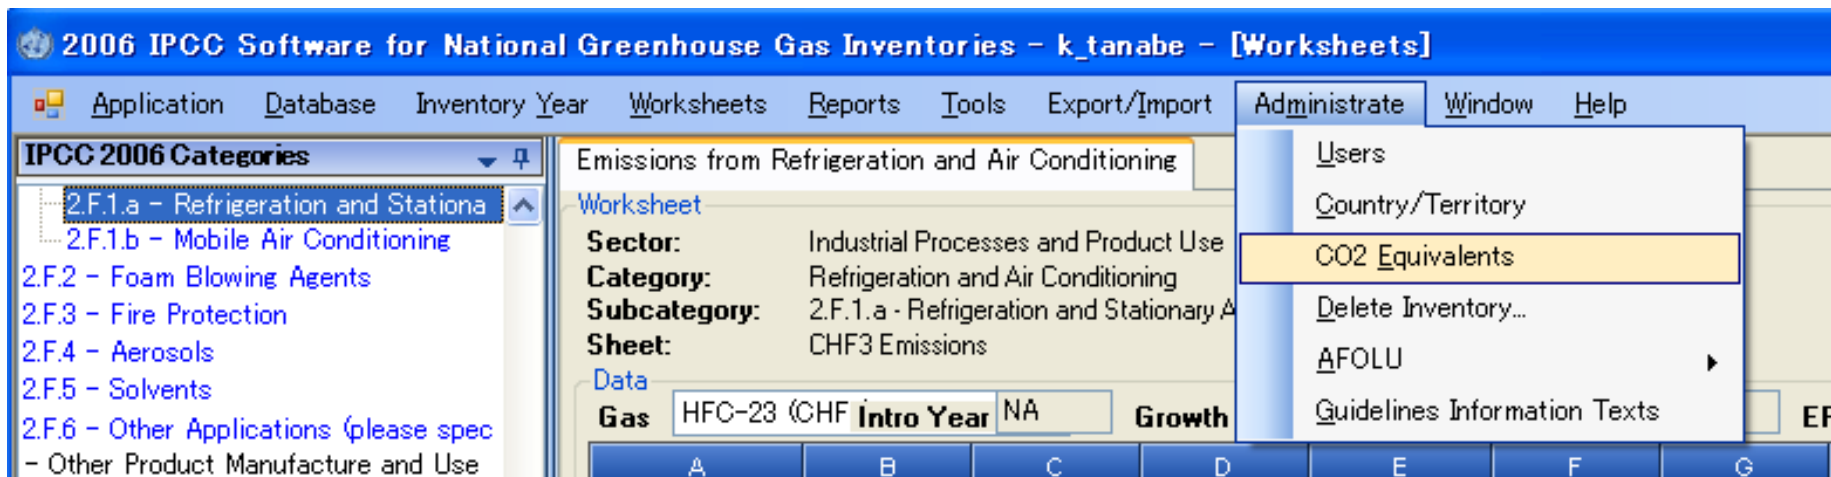 2006 IPCC Software for National Greenhouse Gas Inventories - k_tanabe - [Worksheets]
Application Database Inventory Year Worksheets Reports Tools Export/Import Administrate Window Help
IPCC 2006 Categories
2.F.1.a - Refrigeration and Stationa
2.F.1.b - Mobile Air Conditioning
2.F.2 - Foam Blowing Agents
2.F.3 - Fire Protection
2.F.4 - Aerosols
2.F.5 - Solvents
2.F.6 - Other Applications (please spec
- Other Product Manufacture and Use
Emissions from Refrigeration and Air Conditioning
Worksheet
Sector: Industrial Processes and Product Use
Category: Refrigeration and Air Conditioning
Subcategory: 2.F.1.a - Refrigeration and Stationary A
Sheet: CHF3 Emissions
Data
Gas HFC-23 (CHF Intro Year NA Growth EF
A B C D E F G
Users
Country/Territory
CO2 Equivalents
Delete Inventory...
AFOLU
Guidelines Information Texts